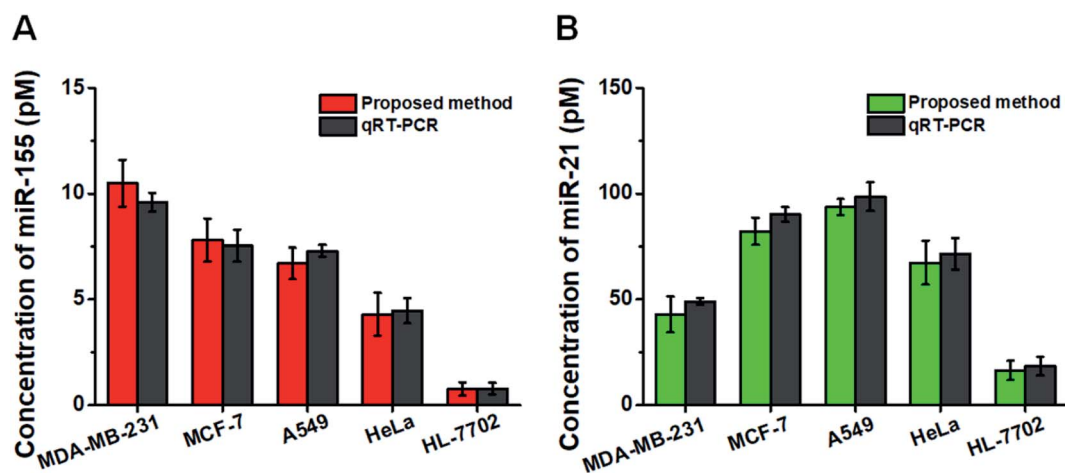 A
Concentration of miR-155 (pM)
15
10
5
0
Proposed method
qRT-PCR
MDA-MB-231
MCF-7
A549
HeLa
HL-7702
B
Concentration of miR-21 (pM)
150
100
50
0
Proposed method
qRT-PCR
MDA-MB-231
MCF-7
A549
HeLa
HL-7702